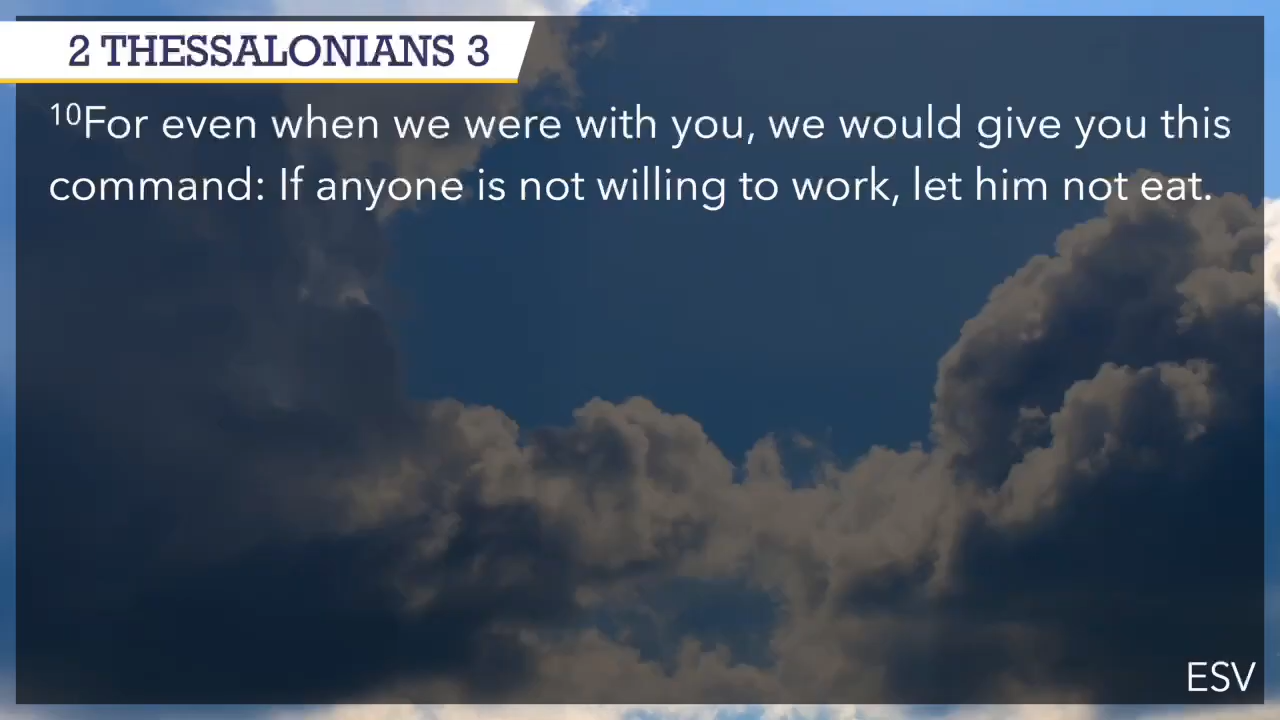 2 THESSALONIANS 3
¹⁰For even when we were with you, we would give you this
command: If anyone is not willing to work, let him not eat.
ESV